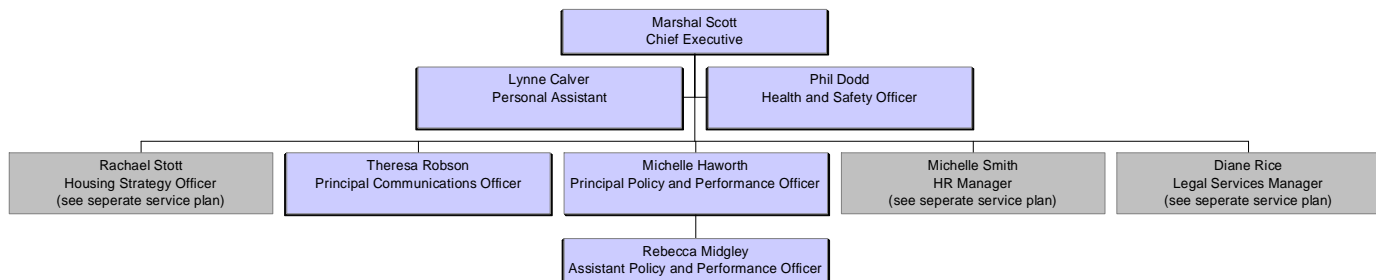 Marshal Scott
Chief Executive
Lynne Calver
Personal Assistant
Phil Dodd
Health and Safety Officer
Rachael Stott
Housing Strategy Officer
(see seperate service plan)
Theresa Robson
Principal Communications Officer
Michelle Haworth
Principal Policy and Performance Officer
Michelle Smith
HR Manager
(see seperate service plan)
Diane Rice
Legal Services Manager
(see seperate service plan)
Rebecca Midgley
Assistant Policy and Performance Officer